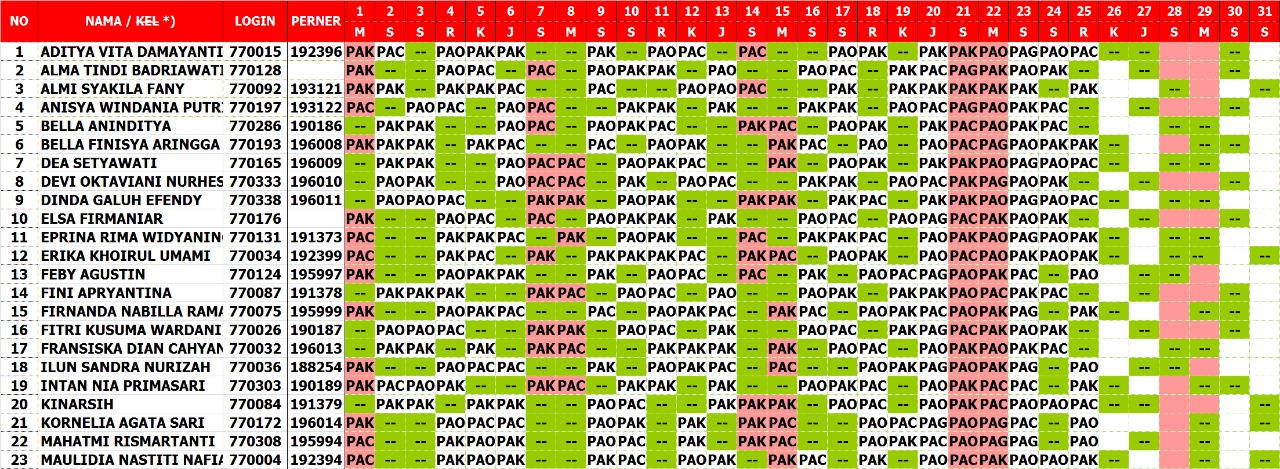 NO NAMA / KEL *) LOGIN PERNER 1 2 3 4 5 6 7 8 9 10 11 12 13 14 15 16 17 18 19 20 21 22 23 24 25 26 27 28 29 30 31
M S S R K J S M S S R K J S M S S R K J S M S S R K J S M S S
1 ADITYA VITA DAMAYANTI 770015 192396 PAK PAC -- PAO PAK PAK -- -- PAK -- PAO PAC -- PAC -- -- PAO PAK -- PAK PAK PAO PAG PAO PAC -- -- --
2 ALMA TINDI BADRIAWATI 770128 PAK -- -- PAO PAC -- PAC -- PAO PAK PAK -- PAO -- -- PAO -- PAK PAK PAC PAG PAK PAO PAK -- -- --
3 ALMI SYAKILA FANY 770092 193121 PAK PAK -- PAK PAC PAK -- -- PAC -- -- PAO PAO PAC -- PAK -- -- PAO PAK PAO PAO PAK -- PAK -- --
4 ANISYA WINDANIA PUTRI 770197 193122 PAC -- PAO PAC -- PAO PAC -- -- PAK PAK PAK -- -- -- PAK PAK -- PAO PAC PAO PAO PAK PAC -- -- --
5 BELLA ANINDITYA 770286 190186 -- PAK PAK -- -- PAO PAC -- PAK PAC PAO PAC -- PAK PAC -- PAO PAK -- PAK PAC PAO PAK PAC -- -- --
6 BELLA FINISYA ARINGGA 770193 196008 PAK PAK PAK -- PAK PAC -- -- PAK PAC -- PAC PAO -- PAK PAC -- PAO -- PAK PAK PAO PAK -- PAO -- -- --
7 DEA SETYAWATI 770165 196009 -- PAK PAK -- PAK PAO PAC PAC -- PAO PAK PAC -- -- PAK -- PAK PAO -- PAO PAO PAG PAO PAO PAC -- -- --
8 DEVI OKTAVIANI NURHES 770333 196010 -- PAO PAK -- -- PAO PAC PAC -- PAK -- PAO PAC -- -- PAO PAC PAK -- PAO PAK PAG PAK PAO -- -- --
9 DINDA GALUH EFENDY 770338 196011 -- PAO PAO PAO -- -- PAK PAK -- PAO PAC PAK -- PAK PAK -- PAO PAO -- PAC PAC PAO PAG -- PAK -- -- --
10 ELSA FIRMANIAR 770176 PAK -- -- PAO PAC -- PAC -- PAO PAK PAK -- PAK -- -- PAO -- PAK PAO PAO PAG PAK PAO PAK -- -- --
11 EPRINA RIMA WIDYANIN 770131 191373 PAC -- -- PAK PAK PAC -- PAK -- PAO PAK -- PAK PAC -- PAO PAK -- PAK PAO PAO PAK PAG PAO PAK -- -- --
12 ERIKA KHOIRUL UMAMI 770034 192399 PAC -- -- PAK PAO -- PAK -- PAK PAK PAO -- -- PAK PAC -- PAO PAK -- PAK PAC PAG PAO PAO PAK -- -- -- --
13 FEBY AGUSTIN 770124 195997 PAK -- -- PAK PAK PAK -- -- PAK -- PAO PAC -- PAC -- PAK -- PAO PAC PAG PAO PAK PAC -- PAO -- --
14 FINI APRYANTINA 770087 191378 -- PAK PAK PAK -- -- PAK PAC -- PAO -- PAC PAO -- -- PAC PAO -- PAK PAK PAO PAK PAC PAK -- -- --
15 FIRNANDA NABILLA RAMA 770075 195999 PAK -- -- PAO PAK PAC -- -- PAO -- PAK PAC PAK -- PAK -- -- PAO PAC PAK PAO PAK PAC -- PAK -- -- --
16 FITRI KUSUMA WARDANI 770026 190187 -- PAO PAO PAC -- -- PAK PAK -- PAO PAC -- PAK -- -- PAO PAK -- PAK PAO PAC PAK PAG PAO -- -- -- --
17 FRANSISKA DIAN CAHYAN 770032 196013 -- PAK PAK -- PAK -- PAK PAC -- -- PAK PAK PAK -- PAK -- PAO PAC -- PAO PAO PAK PAO PAK -- -- --
18 ILUN SANDRA NURIZAH 770036 188254 PAK -- -- PAO PAC PAC -- -- PAO -- PAK PAK PAO -- PAC -- -- PAO PAK PAO PAG PAK PAG -- PAO --
19 INTAN NIA PRIMASARI 770303 190189 PAK PAC PAO PAK -- -- PAK PAC -- PAK PAK -- PAK -- -- PAO PAC -- PAK PAO PAK PAC PAK PAK -- -- -- --
20 KINARSIH 770084 191379 -- PAK PAK -- PAK PAK -- -- PAO PAC -- -- PAO PAK PAK -- PAK PAO -- PAO PAK PAC PAC PAO PAC -- -- --
21 KORNELIA AGATA SARI 770172 196014 PAK -- -- PAC PAO PAK -- -- PAK PAC -- PAO PAK -- PAK PAC -- PAO PAC PAG PAO PAG PAC -- PAO --
22 MAHATMI RISMARTANTI 770308 195994 PAC -- -- PAK PAO PAK -- -- PAO PAK PAC -- PAK PAC -- PAK PAK -- PAO PAC PAO PAG PAC -- PAO -- --
23 MAULIDIA NASTITI NAFIA 770004 192394 PAC -- -- PAK PAC PAC -- -- PAO -- PAK PAK PAO -- PAK PAC -- PAK -- PAO PAC PAK PAK -- PAK -- -- --